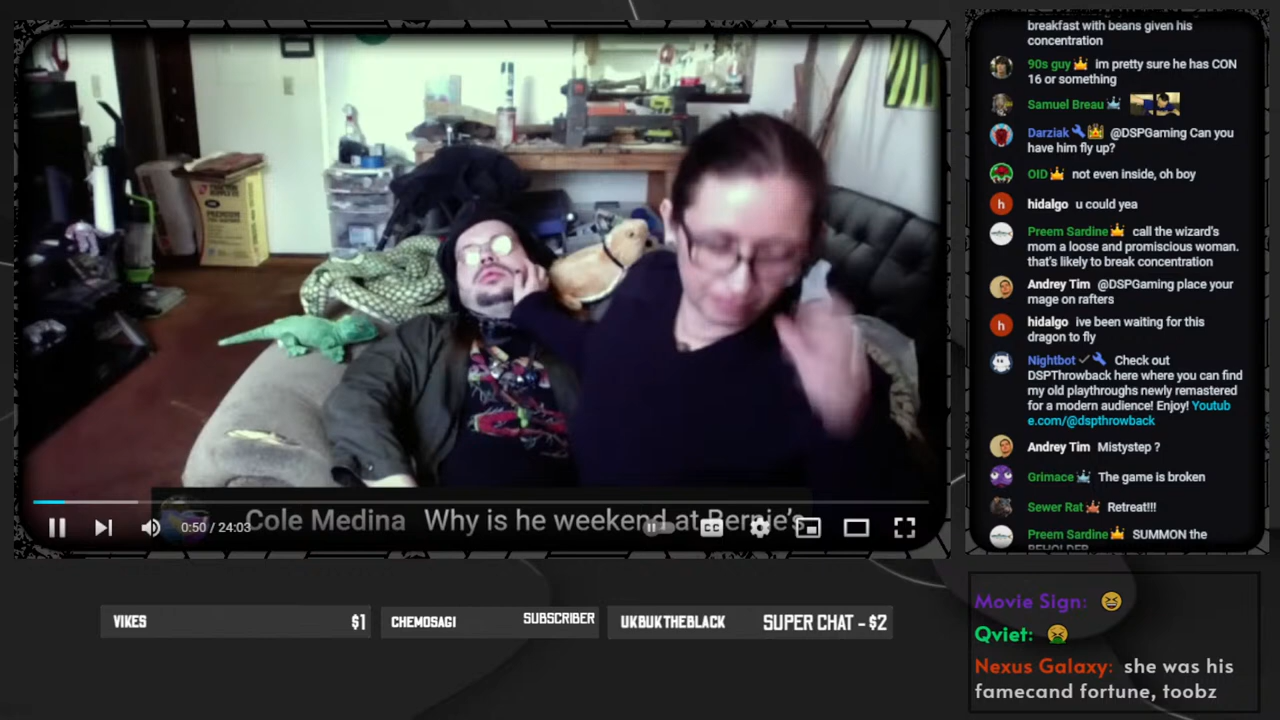 breakfast with beans given his
concentration
90s guy im pretty sure he has CON
16 or something
Samuel Breau
Darziak @DSPGaming Can you
have him fly up?
OID not even inside, oh boy
hidalgo u could yea
Preem Sardine call the wizard's
mom a loose and promiscious woman.
that's likely to break concentration
Andrey Tim @DSPGaming place your
mage on rafters
hidalgo ive been waiting for this
dragon to fly
Nightbot Check out
DSPThrowback here where you can find
my old playthroughs newly remastered
for a modern audience! Enjoy! Youtub
e.com/@dspthrowback
Andrey Tim Mistystep ?
Grimace The game is broken
Sewer Rat Retreat!!!
Preem Sardine SUMMON the
BEHOLDER
PREMIUM
Cole Medina Why is he weekend at Bernie's
0:50 / 24:03
CC
VIKES $1
CHEMOSAGI SUBSCRIBER
UKBUKTHEBLACK SUPER CHAT - $2
Movie Sign:
Qviet:
Nexus Galaxy: she was his
famecand fortune, toobz